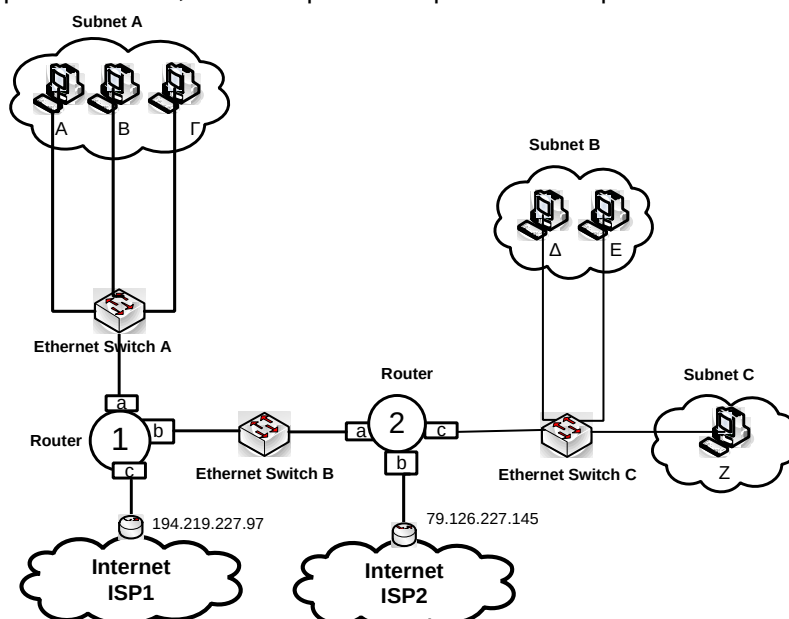 Subnet A
Α
Β
Γ
Subnet B
Δ
Ε
Ethernet Switch A
Router
Subnet C
a
Router
1
b
a
2
c
Ζ
c
b
Ethernet Switch B
Ethernet Switch C
194.219.227.97
79.126.227.145
Internet
ISP1
Internet
ISP2